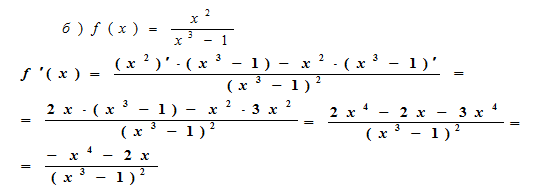 б) f(x) = x²/(x³ − 1)
f ′(x) = ((x²)′·(x³ − 1) − x²·(x³ − 1)′)/(x³ − 1)² =
= (2x·(x³ − 1) − x²·3x²)/(x³ − 1)² = (2x⁴ − 2x − 3x⁴)/(x³ − 1)² =
= (− x⁴ − 2x)/(x³ − 1)²